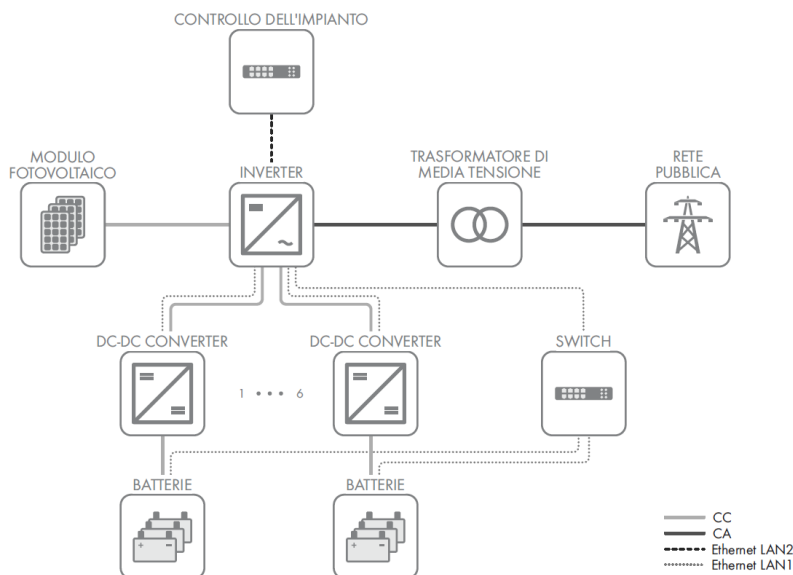 CONTROLLO DELL'IMPIANTO
MODULO
FOTOVOLTAICO
INVERTER
TRASFORMATORE DI
MEDIA TENSIONE
RETE
PUBBLICA
DC-DC CONVERTER
DC-DC CONVERTER
SWITCH
1 • • • 6
BATTERIE
BATTERIE
CC
CA
Ethernet LAN2
Ethernet LAN1